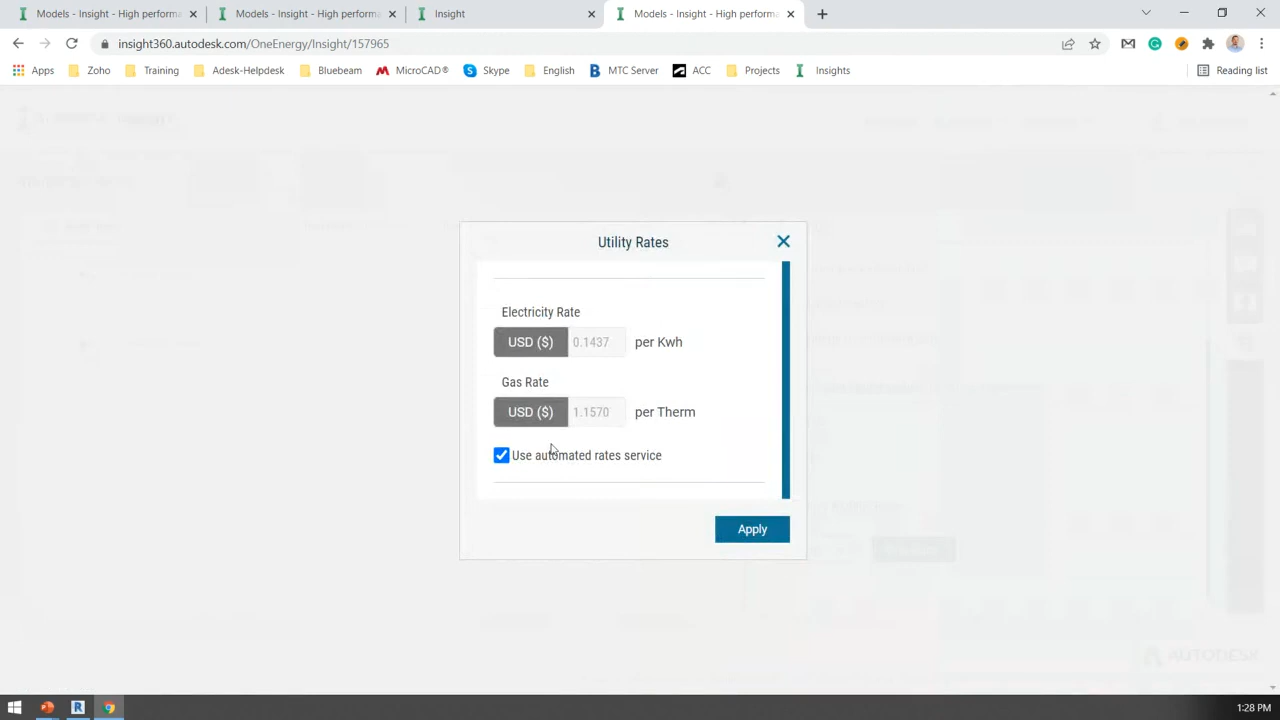 Models - Insight - High performa
Models - Insight - High performa
Insight
Models - Insight - High performa
insight360.autodesk.com/OneEnergy/Insight/157965
Apps
Zoho
Training
Adesk-Helpdesk
Bluebeam
MicroCAD®
Skype
English
MTC Server
ACC
Projects
Insights
Reading list
Utility Rates
Electricity Rate
USD ($) 0.1437 per Kwh
Gas Rate
USD ($) 1.1570 per Therm
Use automated rates service
Apply
AUTODESK
1:28 PM